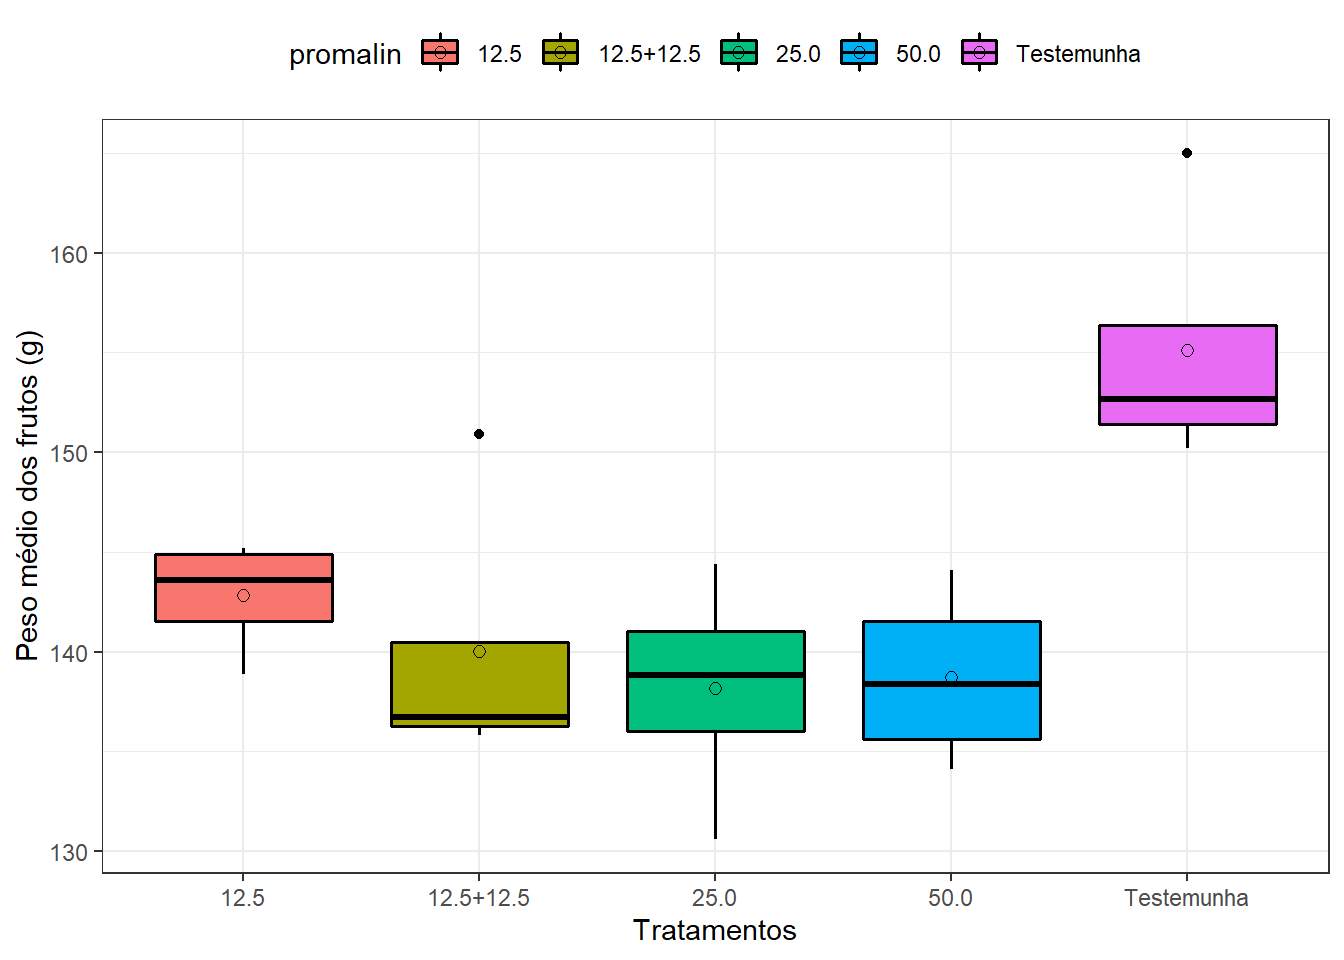 promalin 12.5 12.5+12.5 25.0 50.0 Testemunha
Peso médio dos frutos (g)
160
150
140
130
12.5 12.5+12.5 25.0 50.0 Testemunha
Tratamentos